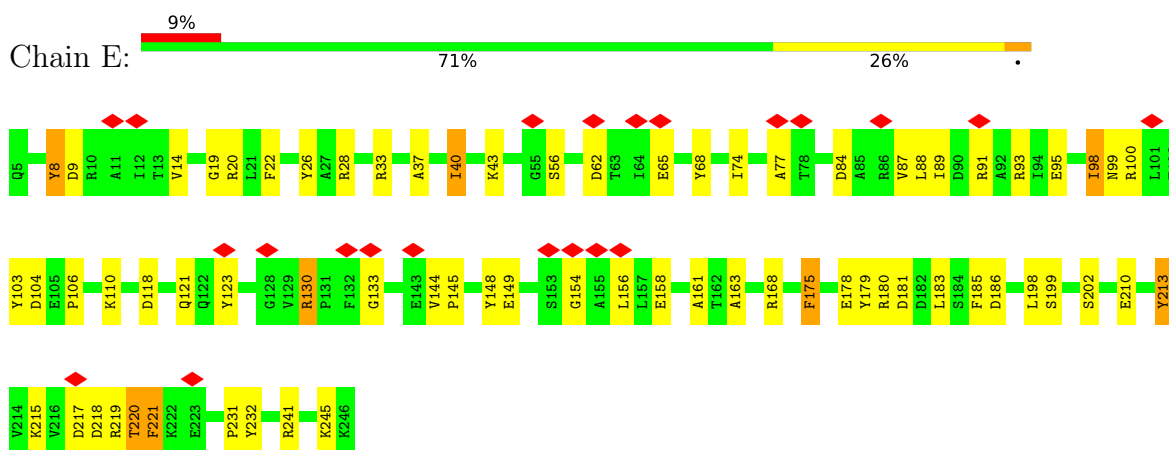 9%
Chain E:
71% 26% •
Q5 Y8 D9 R10 A11 I12 T13 V14 G19 R20 L21 F22 Y26 A27 R28 R33 A37 I40 K43 G55 S56 D62 T63 I64 E65 Y68 I74 A77 T78 D84 A85 R86 V87 L88 I89 D90 R91 A92 R93 I94 E95 I98 N99 R100 L101
Y103 D104 E105 P106 K110 D118 Q121 Q122 Y123 G128 V129 R130 P131 F132 G133 E143 V144 P145 Y148 E149 S153 G154 A155 L156 L157 E158 A161 T162 A163 R168 F175 E178 Y179 R180 D181 D182 L183 S184 F185 D186 L198 S199 S202 E210 Y213
V214 K215 V216 D217 D218 R219 T220 F221 K222 E223 P231 Y232 R241 K245 K246